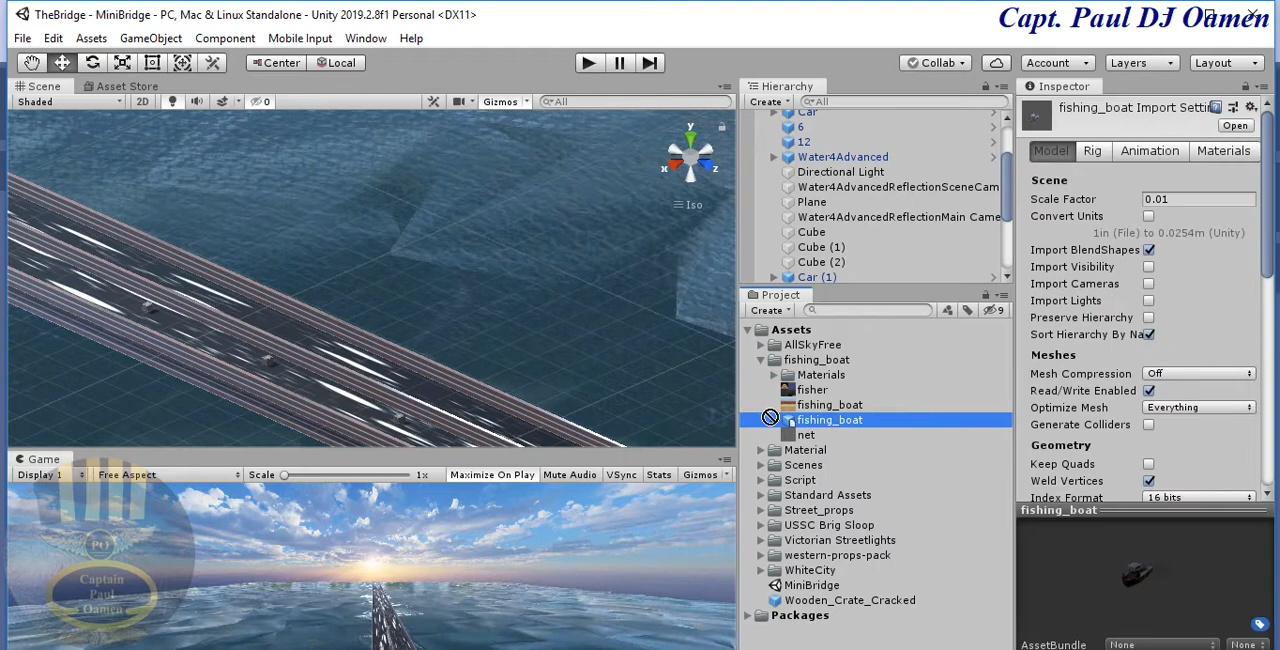 TheBridge - MiniBridge - PC, Mac & Linux Standalone - Unity 2019.2.8f1 Personal <DX11>
Capt. Paul DJ Oamen
File Edit Assets GameObject Component Mobile Input Window Help
Center Local Collab Account Layers Layout
Scene Asset Store
Shaded 2D 0 Gizmos All
y
x
z
Iso
Hierarchy
Create All
Car
6
12
Water4Advanced
Directional Light
Water4AdvancedReflectionSceneCam
Plane
Water4AdvancedReflectionMain Came
Cube
Cube (1)
Cube (2)
Car (1)
Project
Create 9
Assets
AllSkyFree
fishing_boat
Materials
fisher
fishing_boat
fishing_boat
net
Material
Scenes
Script
Standard Assets
Street_props
USSC Brig Sloop
Victorian Streetlights
western-props-pack
WhiteCity
MiniBridge
Wooden_Crate_Cracked
Packages
Inspector
fishing_boat Import Settin
Open
Model Rig Animation Materials
Scene
Scale Factor 0.01
Convert Units
1in (File) to 0.0254m (Unity)
Import BlendShapes
Import Visibility
Import Cameras
Import Lights
Preserve Hierarchy
Sort Hierarchy By Na
Meshes
Mesh Compression Off
Read/Write Enabled
Optimize Mesh Everything
Generate Colliders
Geometry
Keep Quads
Weld Vertices
Index Format 16 bits
fishing_boat
AssetBundle None None
Game
Display 1 Free Aspect Scale 1x Maximize On Play Mute Audio VSync Stats Gizmos
PO
Captain
Paul
Oamen